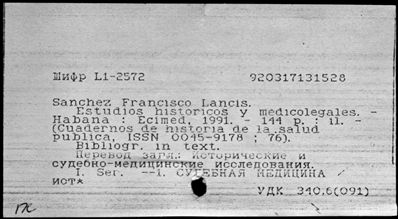 Шифр L1-2572 920317131528
Sanchez Francisco Lancis.
Estudios historicos y medicolegales. -
Habana : Ecimed, 1991. - 144 p. : il. -
(Cuadernos de historia de la salud
publica, ISSN 0045-9178 ; 76).
Bibliogr. in text.
Перевод загл.: Исторические и
судебно-медицинские исследования.
I. Ser. --1. СУДЕБНАЯ МЕДИЦИНА
ист*
УДК 340.6(091)